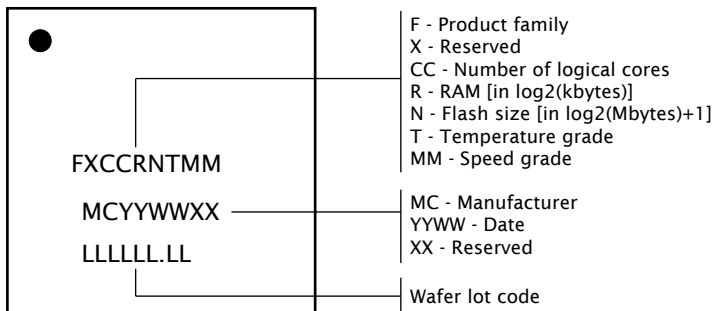 F - Product family
X - Reserved
CC - Number of logical cores
R - RAM [in log2(kbytes)]
N - Flash size [in log2(Mbytes)+1]
T - Temperature grade
MM - Speed grade
FXCCRNTMM
MCYYWWXX
MC - Manufacturer
YYWW - Date
XX - Reserved
LLLLLL.LL
Wafer lot code